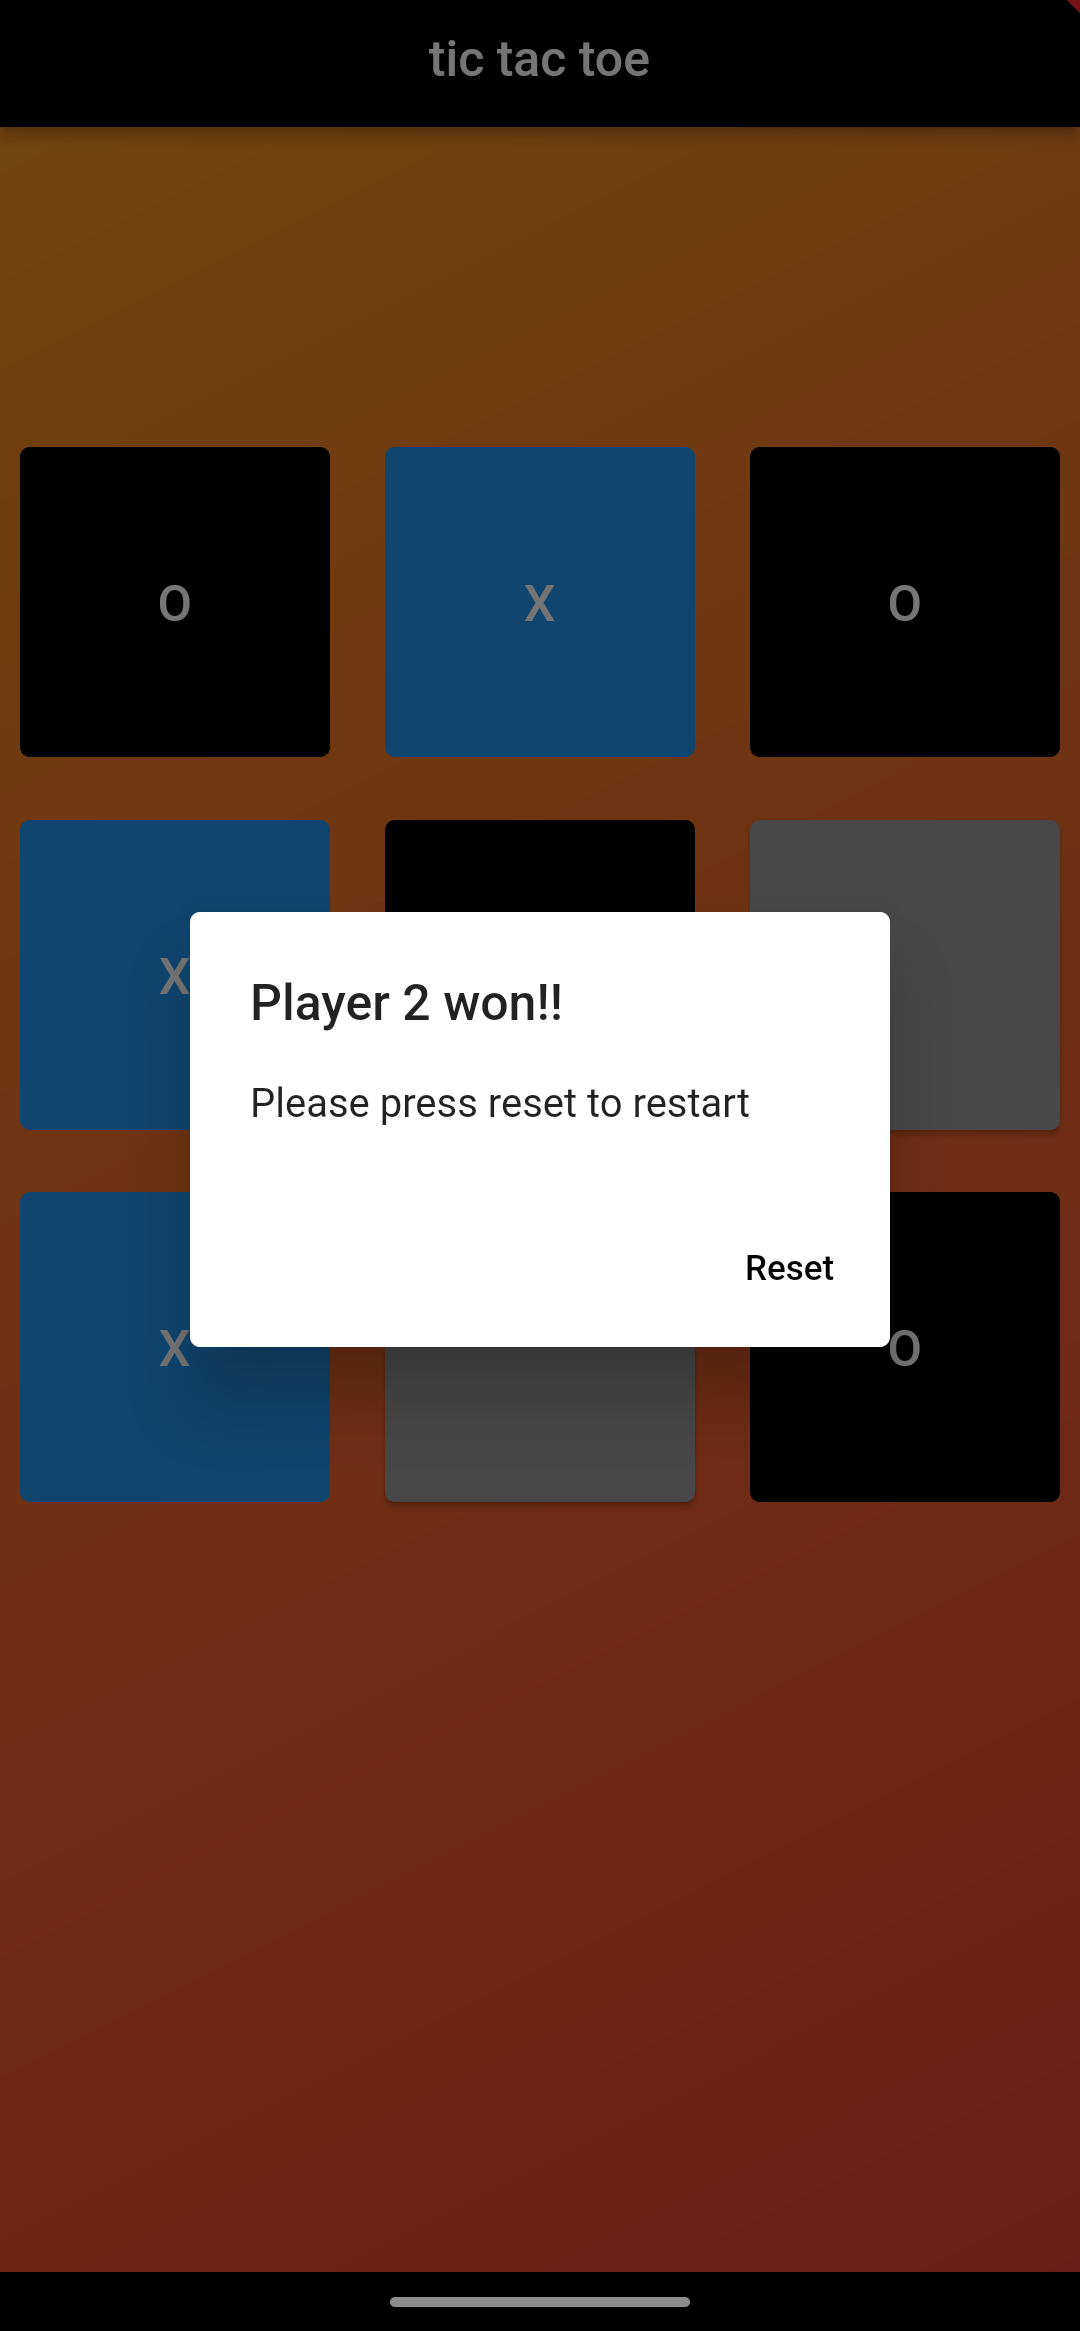 tic tac toe
O X O
X
Player 2 won!!
Please press reset to restart
Reset
X O